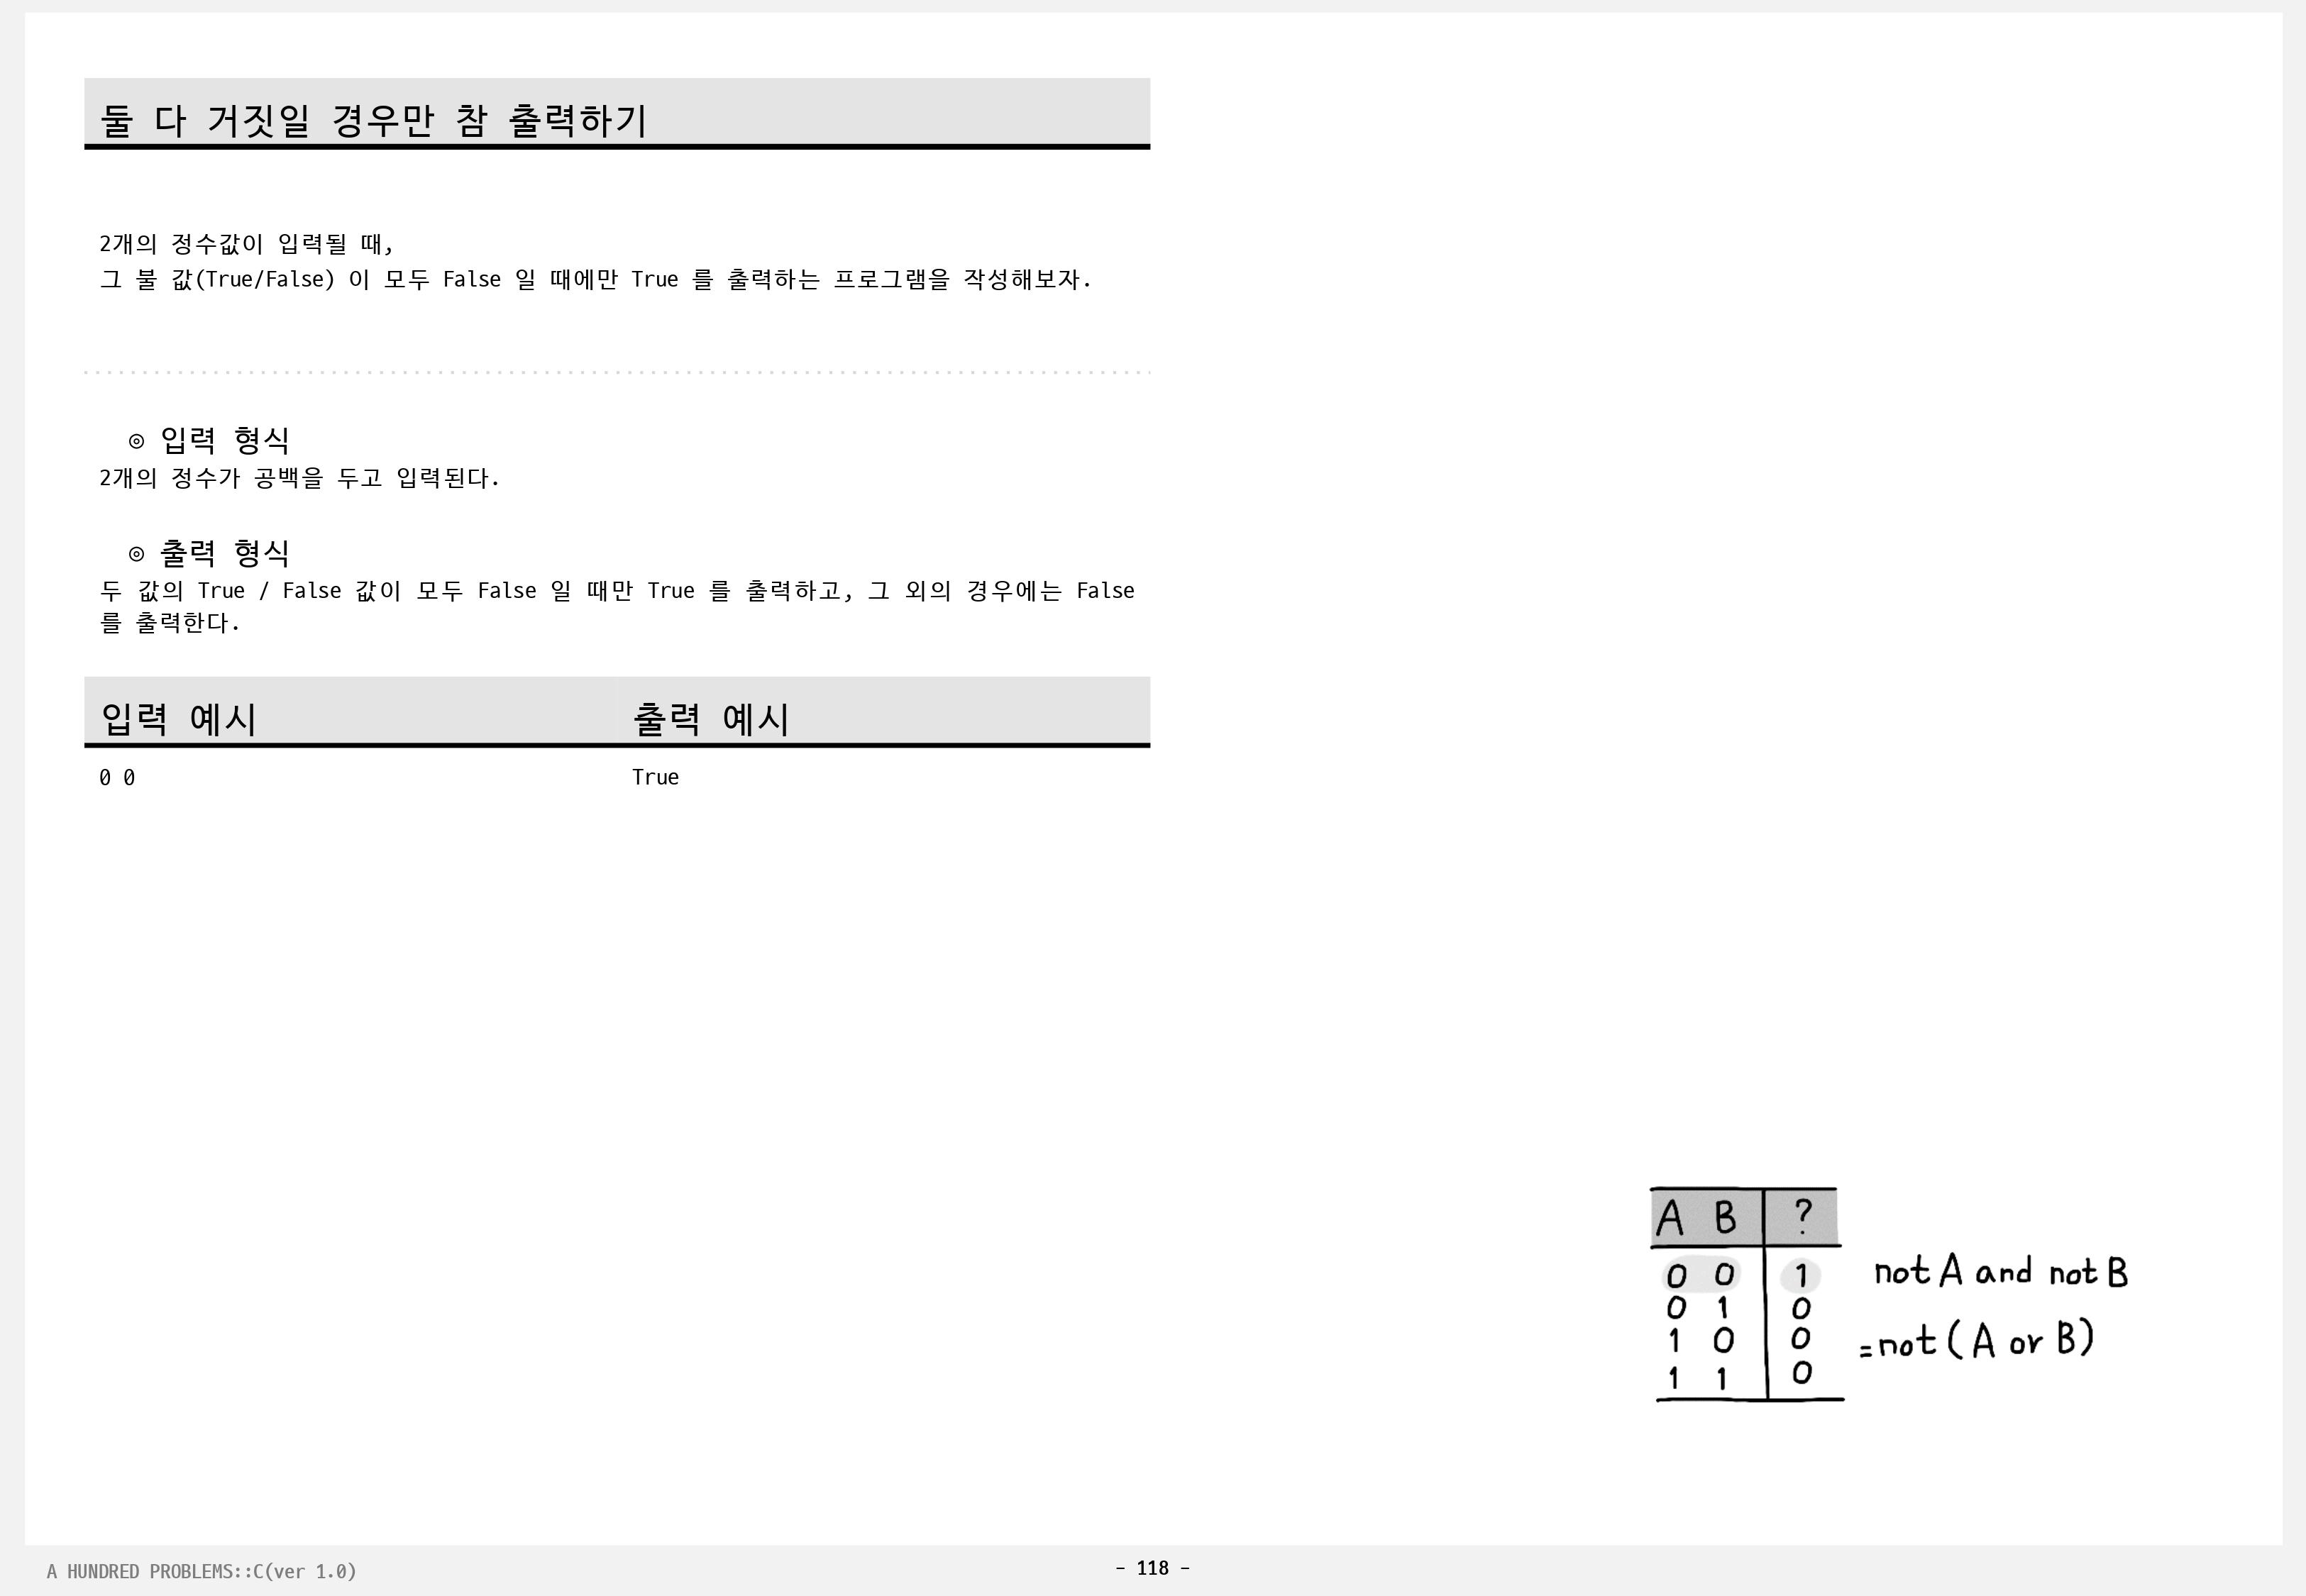 둘 다 거짓일 경우만 참 출력하기
2개의 정수값이 입력될 때,
그 불 값(True/False) 이 모두 False 일 때에만 True 를 출력하는 프로그램을 작성해보자.
◎ 입력 형식
2개의 정수가 공백을 두고 입력된다.
◎ 출력 형식
두 값의 True / False 값이 모두 False 일 때만 True 를 출력하고, 그 외의 경우에는 False
를 출력한다.
입력 예시 출력 예시
0 0 True
A B ?
0 0 1
0 1 0
1 0 0
1 1 0
not A and not B
=not (A or B)
A HUNDRED PROBLEMS::C(ver 1.0)
- 118 -